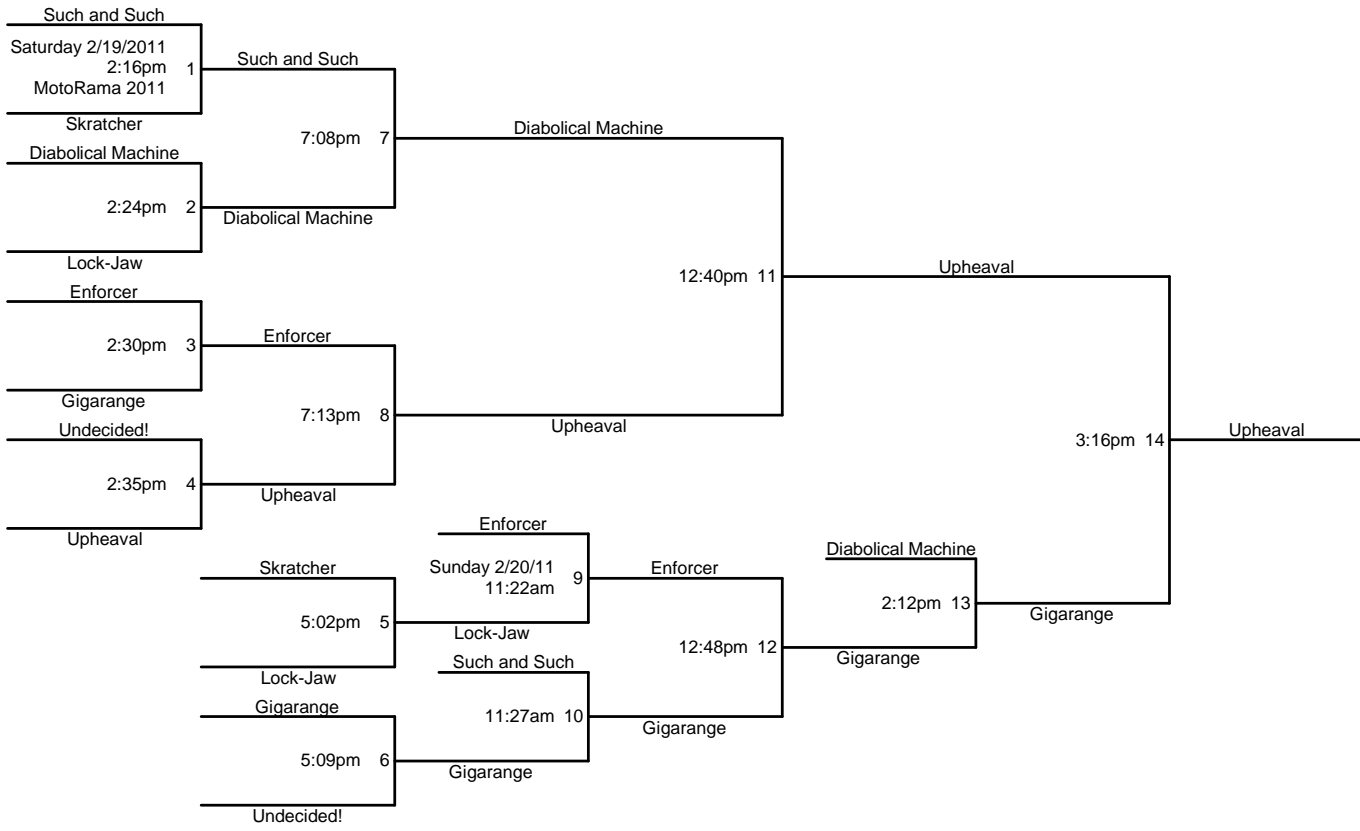 Such and Such
Saturday 2/19/2011
2:16pm 1
MotoRama 2011
Skratcher
Such and Such
7:08pm 7
Diabolical Machine
Diabolical Machine
2:24pm 2
Diabolical Machine
Lock-Jaw
12:40pm 11
Upheaval
Enforcer
2:30pm 3
Enforcer
Gigarange
7:13pm 8
Upheaval
Undecided!
2:35pm 4
Upheaval
Upheaval
3:16pm 14
Upheaval
Enforcer
Sunday 2/20/11
11:22am 9
Enforcer
Diabolical Machine
Skratcher
5:02pm 5
Lock-Jaw
Lock-Jaw
12:48pm 12
2:12pm 13
Gigarange
Gigarange
Such and Such
11:27am 10
Gigarange
Gigarange
5:09pm 6
Gigarange
Undecided!